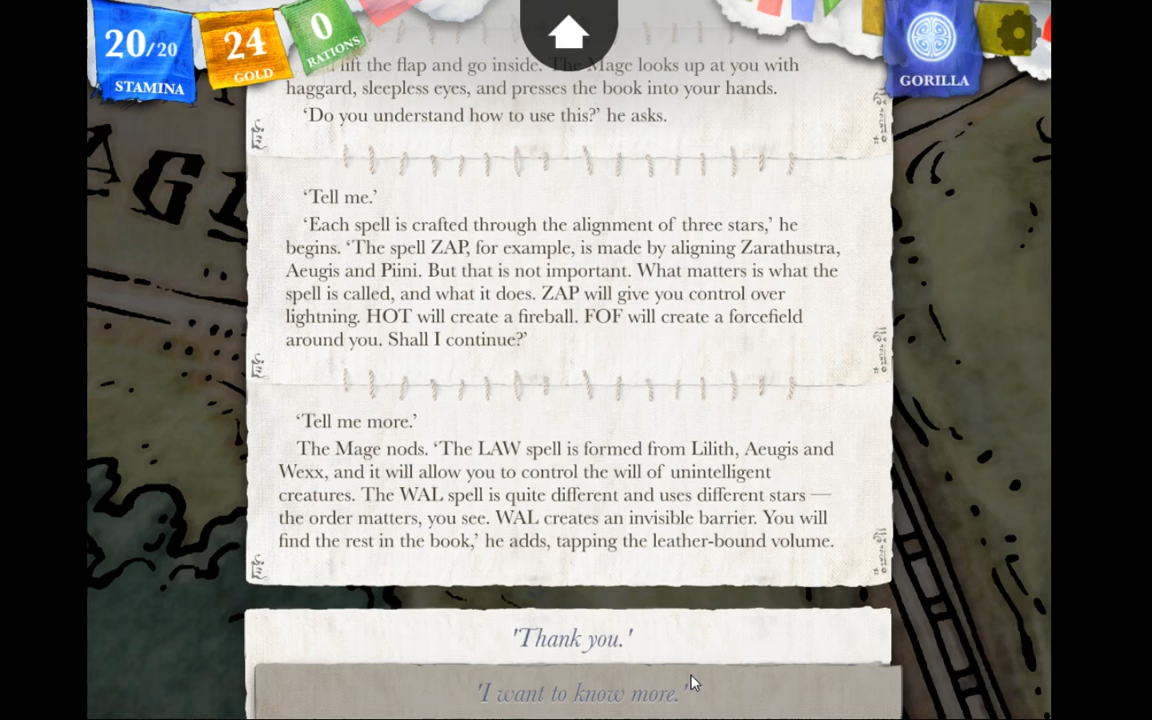 20/20
STAMINA
24
GOLD
0
RATIONS
GORILLA
lift the flap and go inside. The Mage looks up at you with
haggard, sleepless eyes, and presses the book into your hands.
‘Do you understand how to use this?’ he asks.
‘Tell me.’
‘Each spell is crafted through the alignment of three stars,’ he
begins. ‘The spell ZAP, for example, is made by aligning Zarathustra,
Aeugis and Piini. But that is not important. What matters is what the
spell is called, and what it does. ZAP will give you control over
lightning. HOT will create a fireball. FOF will create a forcefield
around you. Shall I continue?’
‘Tell me more.’
The Mage nods. ‘The LAW spell is formed from Lilith, Aeugis and
Wexx, and it will allow you to control the will of unintelligent
creatures. The WAL spell is quite different and uses different stars —
the order matters, you see. WAL creates an invisible barrier. You will
find the rest in the book,’ he adds, tapping the leather-bound volume.
'Thank you.'
'I want to know more.'